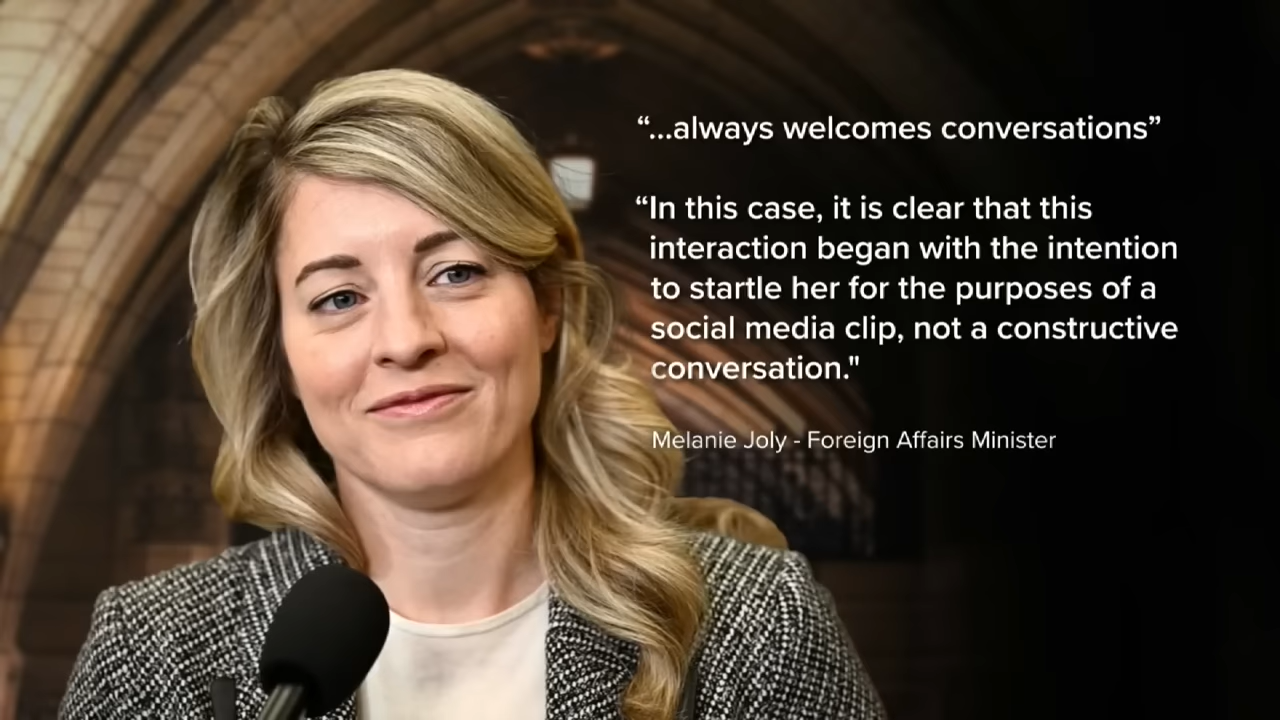 “...always welcomes conversations”
“In this case, it is clear that this
interaction began with the intention
to startle her for the purposes of a
social media clip, not a constructive
conversation."
Melanie Joly - Foreign Affairs Minister